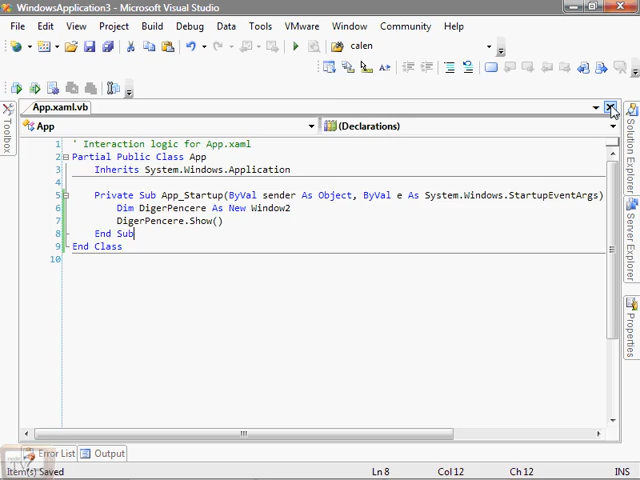 WindowsApplication3 - Microsoft Visual Studio
File Edit View Project Build Debug Data Tools VMware Window Community Help
calen
App.xaml.vb
App
(Declarations)
1 ' Interaction logic for App.xaml
2 Partial Public Class App
3 Inherits System.Windows.Application
4
5 Private Sub App_Startup(ByVal sender As Object, ByVal e As System.Windows.StartupEventArgs)
6 Dim DigerPencere As New Window2
7 DigerPencere.Show()
8 End Sub
9 End Class
10
Toolbox
Solution Explorer
Server Explorer
Properties
Error List
Output
Item(s) Saved
Ln 8
Col 12
Ch 12
INS